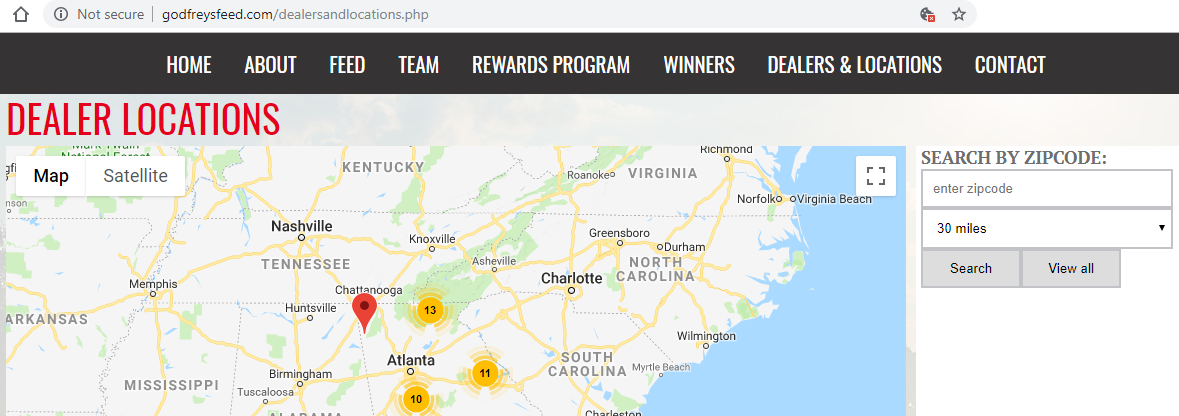 Not secure | godfreysfeed.com/dealersandlocations.php
HOME ABOUT FEED TEAM REWARDS PROGRAM WINNERS DEALERS & LOCATIONS CONTACT
DEALER LOCATIONS
Map Satellite
SEARCH BY ZIPCODE:
enter zipcode
30 miles
Search View all
National Forest
KENTUCKY
Richmond
Roanoke
VIRGINIA
Norfolk
Virginia Beach
Nashville
Knoxville
Greensboro
Durham
TENNESSEE
Asheville
NORTH
CAROLINA
Charlotte
Memphis
Chattanooga
Huntsville
13
ARKANSAS
Wilmington
Atlanta
SOUTH
CAROLINA
Myrtle Beach
11
Birmingham
MISSISSIPPI
Tuscaloosa
10
ALABAMA
Charleston